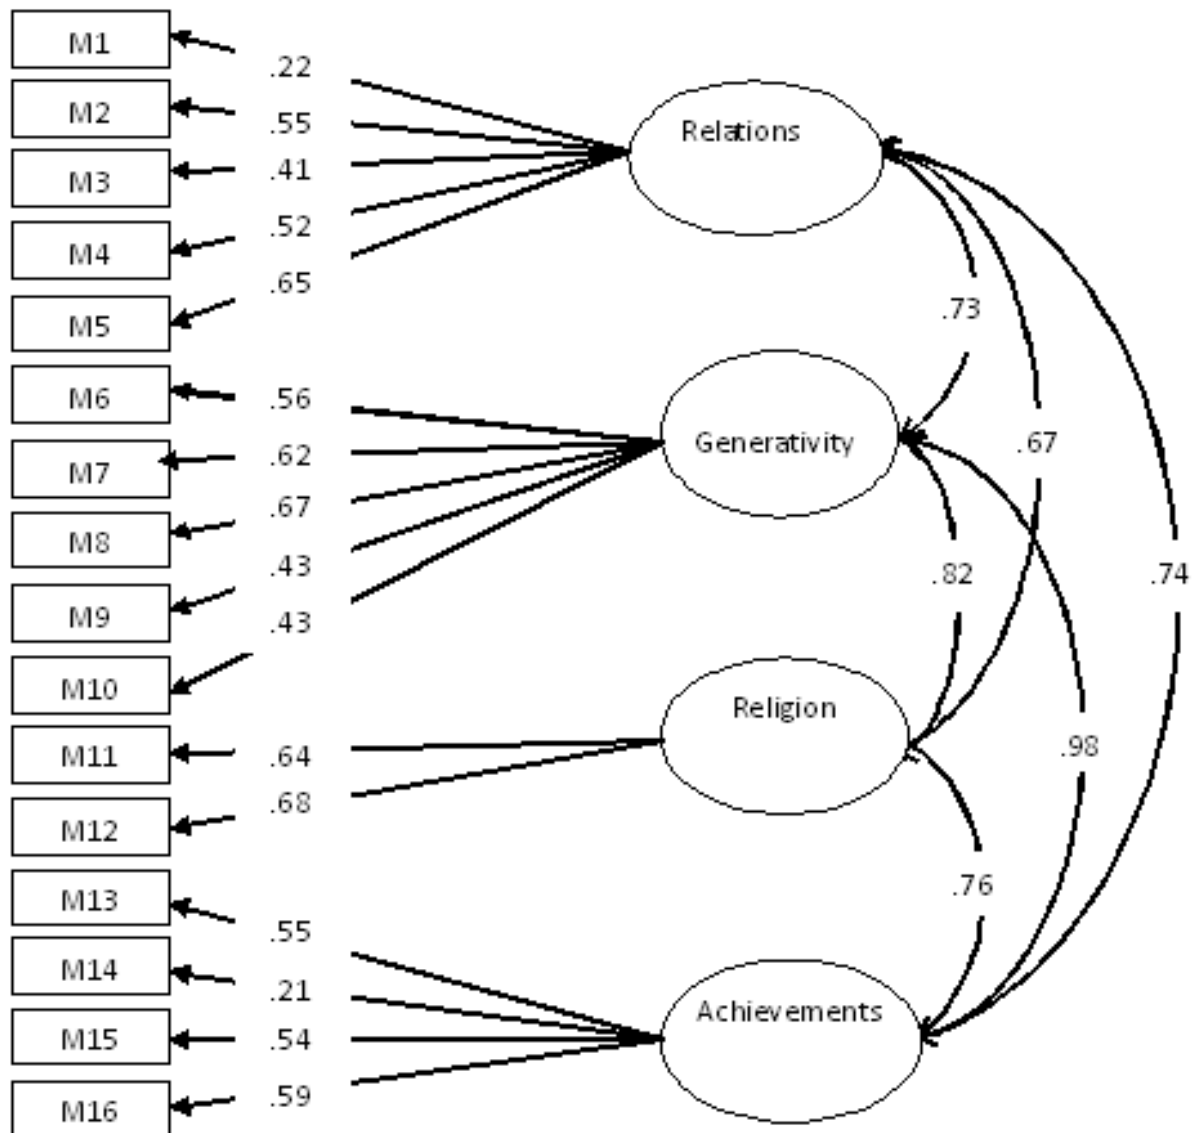 M1
.22
Relations
M2
.55
M3
.41
M4
.52
M5
.65
.73
M6
.56
M7
.62
Generativity
.67
M8
.67
M9
.43
.82
.74
M10
.43
Religion
M11
.64
.98
M12
.68
M13
.55
.76
M14
.21
Achievements
M15
.54
M16
.59